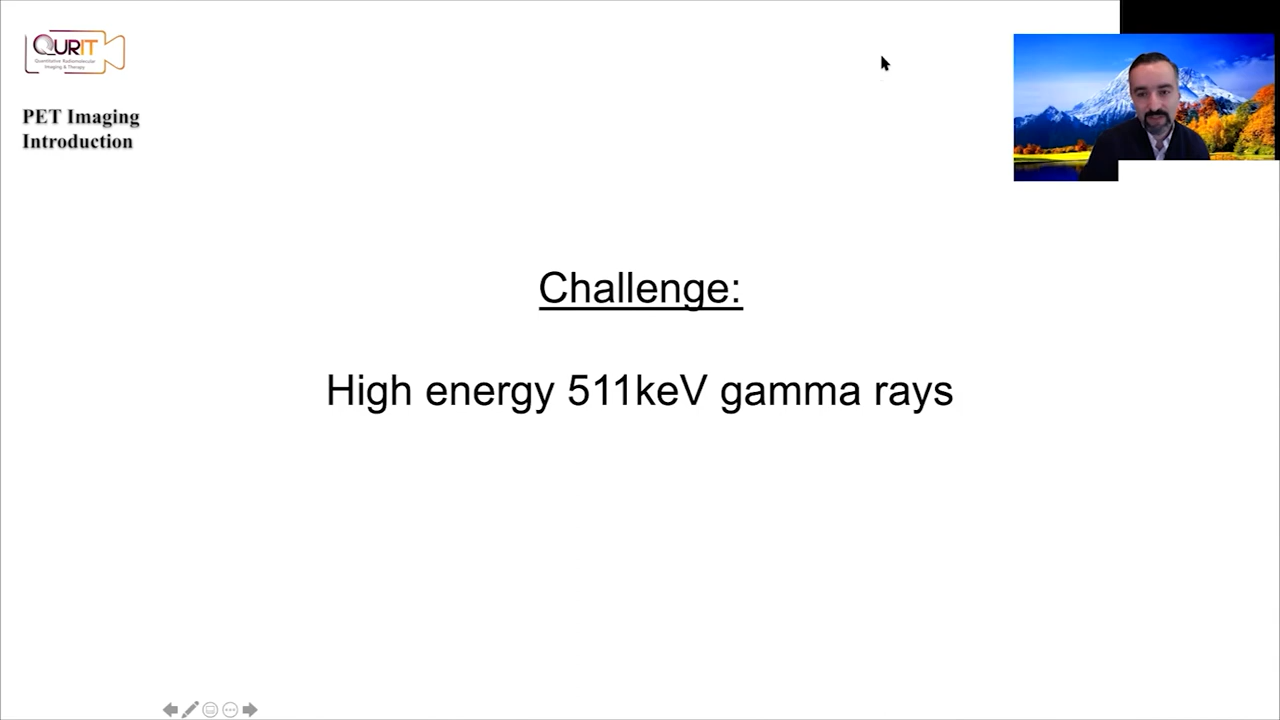 QURIT
Quantitative Radiomolecular
Imaging & Therapy
PET Imaging
Introduction
Challenge:
High energy 511keV gamma rays